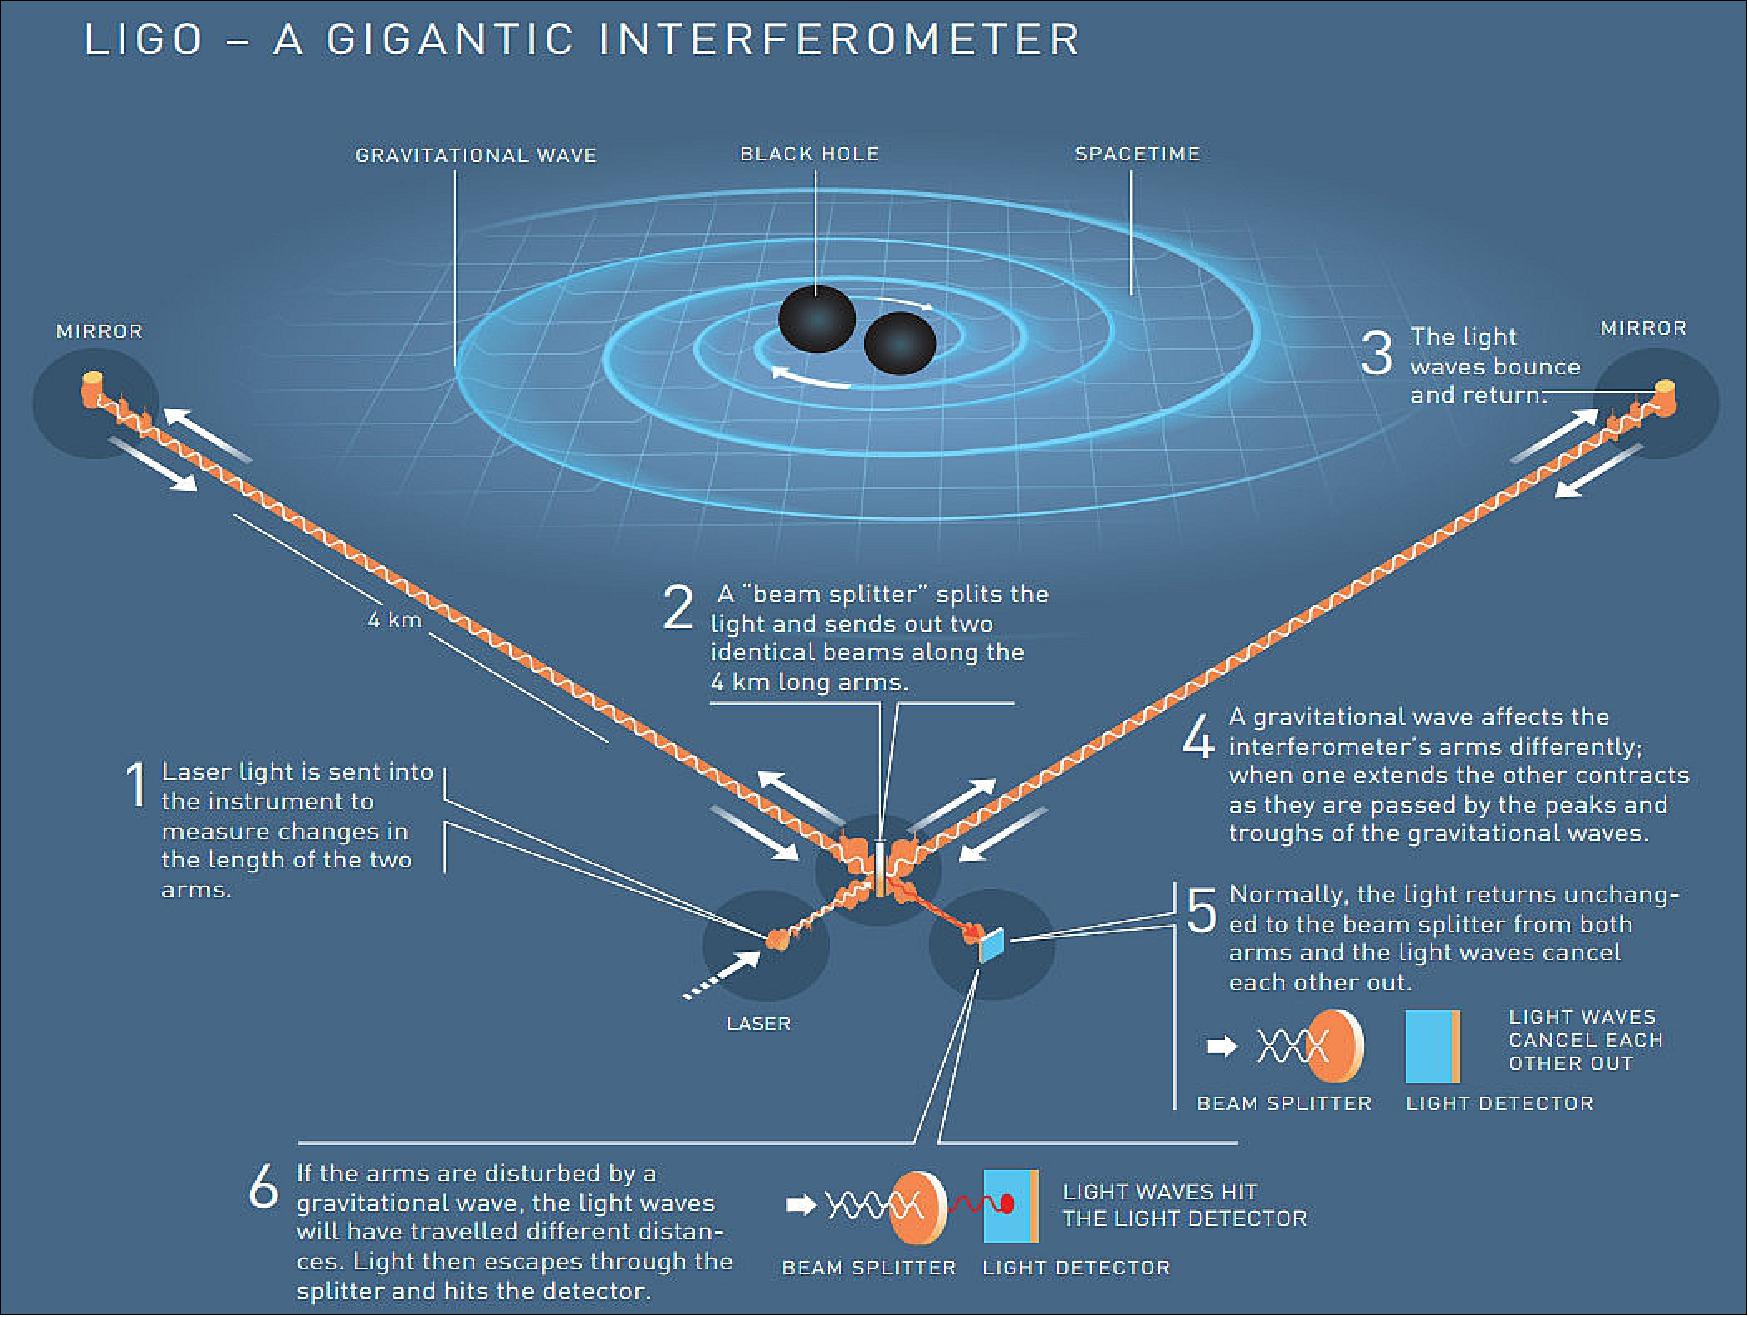 LIGO – A GIGANTIC INTERFEROMETER
GRAVITATIONAL WAVE
BLACK HOLE
SPACETIME
MIRROR
MIRROR
3
The light
waves bounce
and return.
4 km
2
A "beam splitter" splits the
light and sends out two
identical beams along the
4 km long arms.
1
Laser light is sent into
the instrument to
measure changes in
the length of the two
arms.
4
A gravitational wave affects the
interferometer's arms differently;
when one extends the other contracts
as they are passed by the peaks and
troughs of the gravitational waves.
5
Normally, the light returns unchang-
ed to the beam splitter from both
arms and the light waves cancel
each other out.
LASER
LIGHT WAVES
CANCEL EACH
OTHER OUT
BEAM SPLITTER
LIGHT DETECTOR
6
If the arms are disturbed by a
gravitational wave, the light waves
will have travelled different distan-
ces. Light then escapes through the
splitter and hits the detector.
LIGHT WAVES HIT
THE LIGHT DETECTOR
BEAM SPLITTER
LIGHT DETECTOR